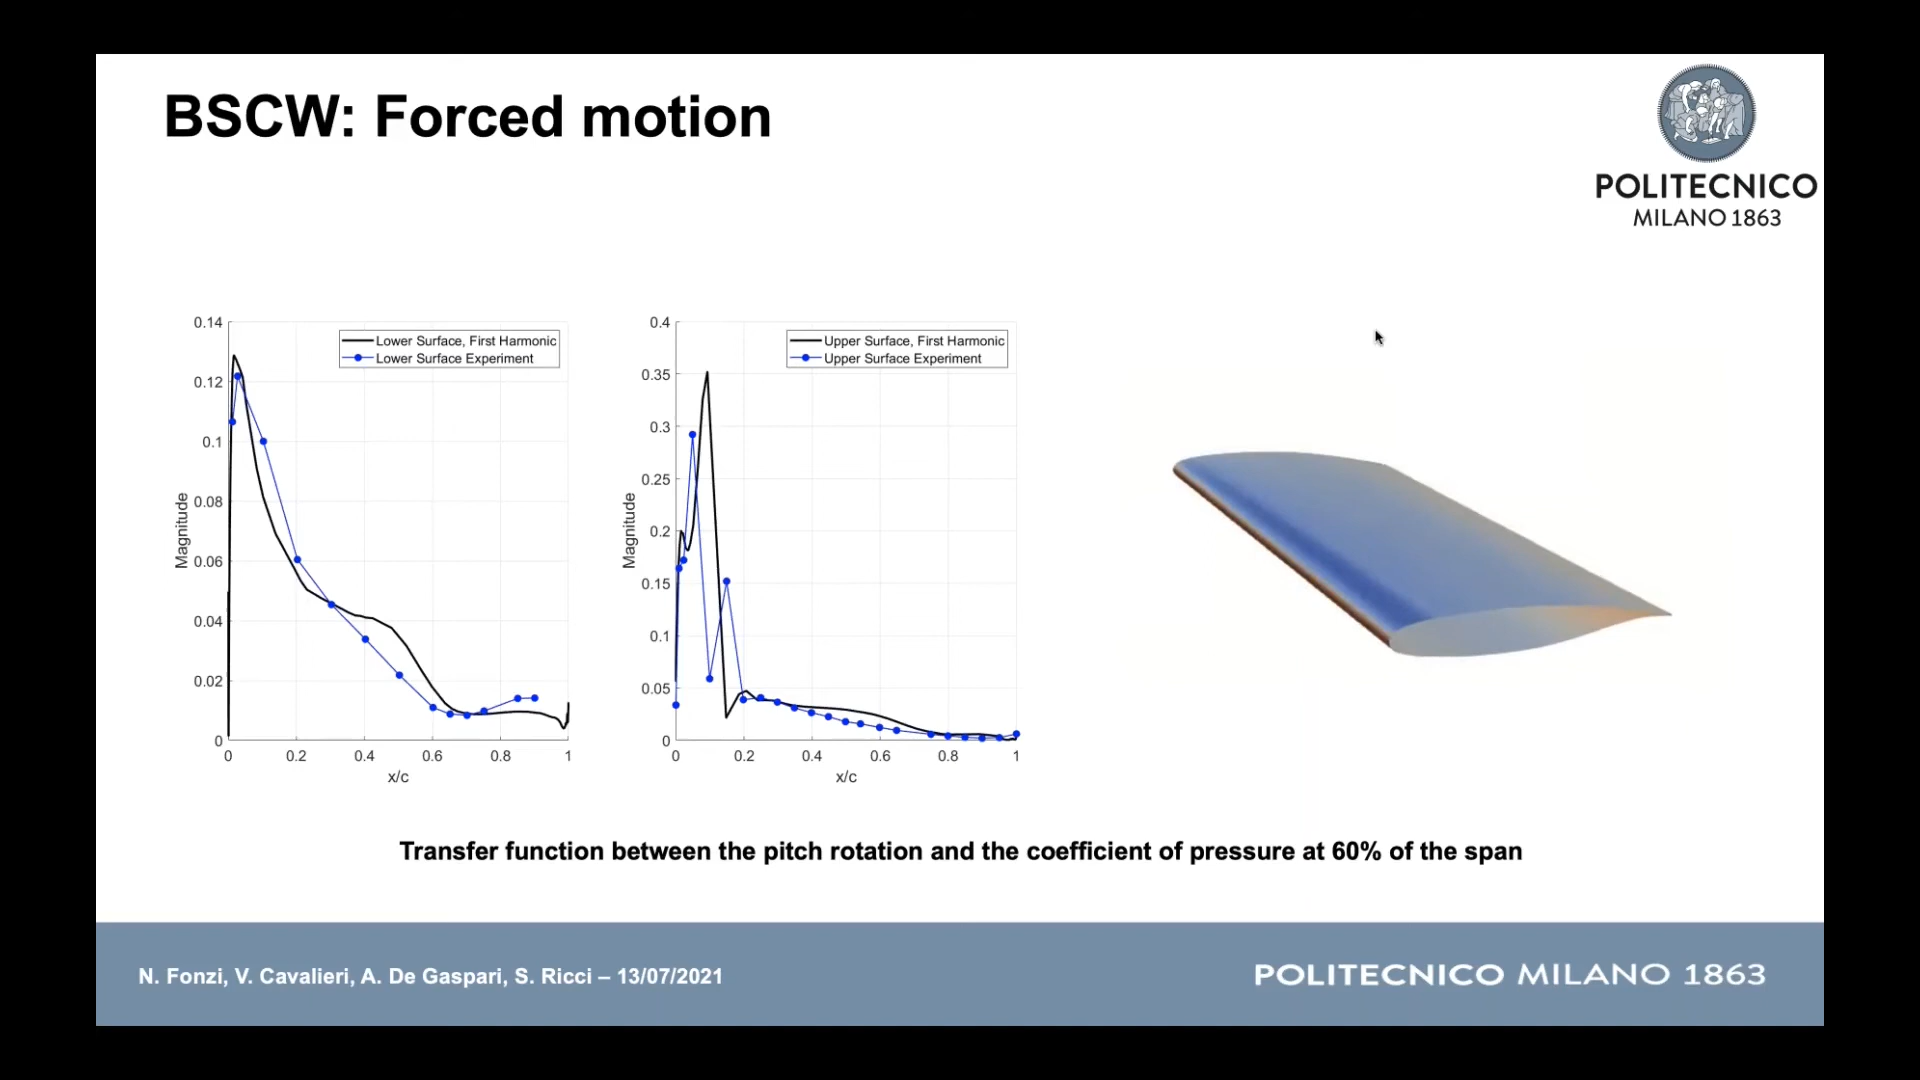 BSCW: Forced motion
POLITECNICO
MILANO 1863
0.14
0.12
0.1
0.08
0.06
0.04
0.02
0
Magnitude
Lower Surface, First Harmonic
Lower Surface Experiment
0 0.2 0.4 0.6 0.8 1
x/c
0.4
0.35
0.3
0.25
0.2
0.15
0.1
0.05
0
Magnitude
Upper Surface, First Harmonic
Upper Surface Experiment
0 0.2 0.4 0.6 0.8 1
x/c
Transfer function between the pitch rotation and the coefficient of pressure at 60% of the span
N. Fonzi, V. Cavalieri, A. De Gaspari, S. Ricci – 13/07/2021
POLITECNICO MILANO 1863